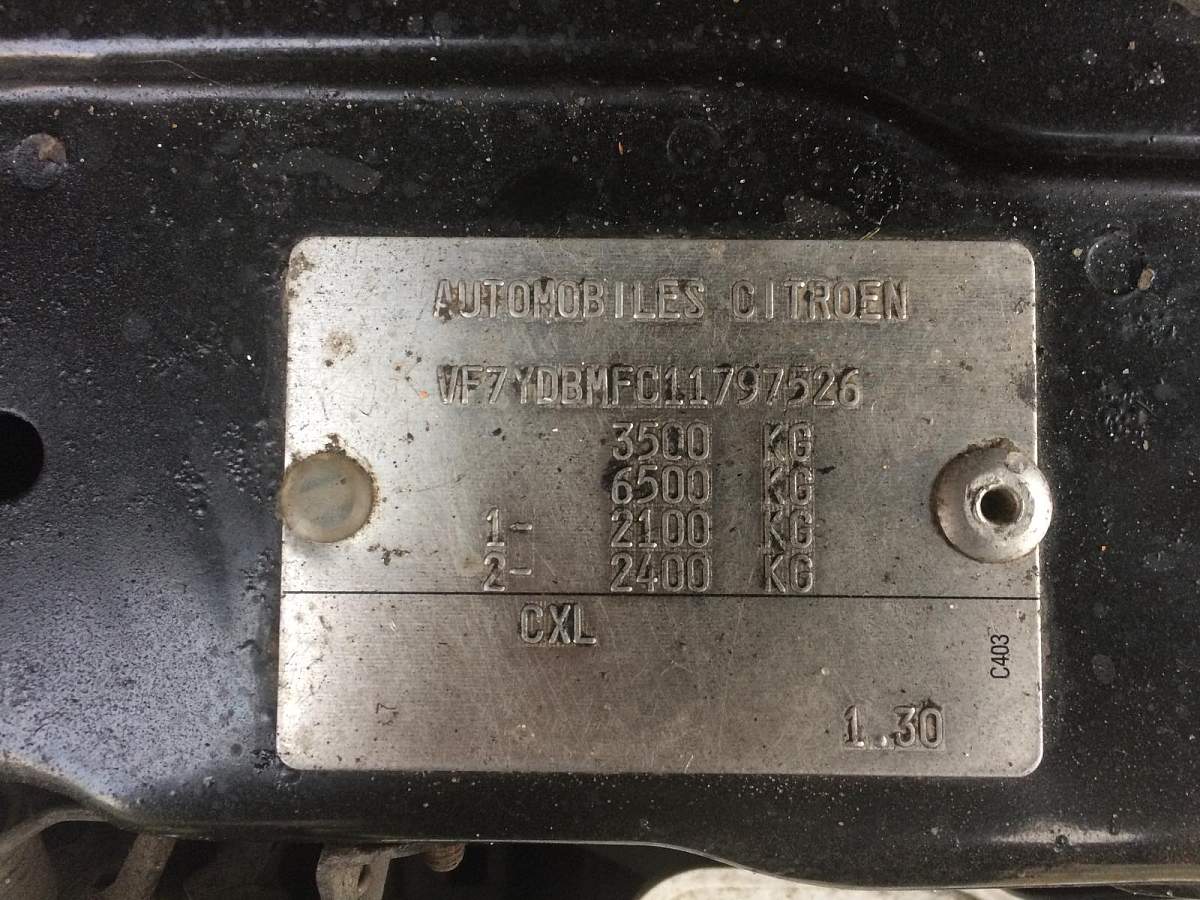 AUTOMOBILES CITROEN
VF7YDBMFC11797526
3500 KG
6500 KG
1- 2100 KG
2- 2400 KG
CXL
C403
1.30